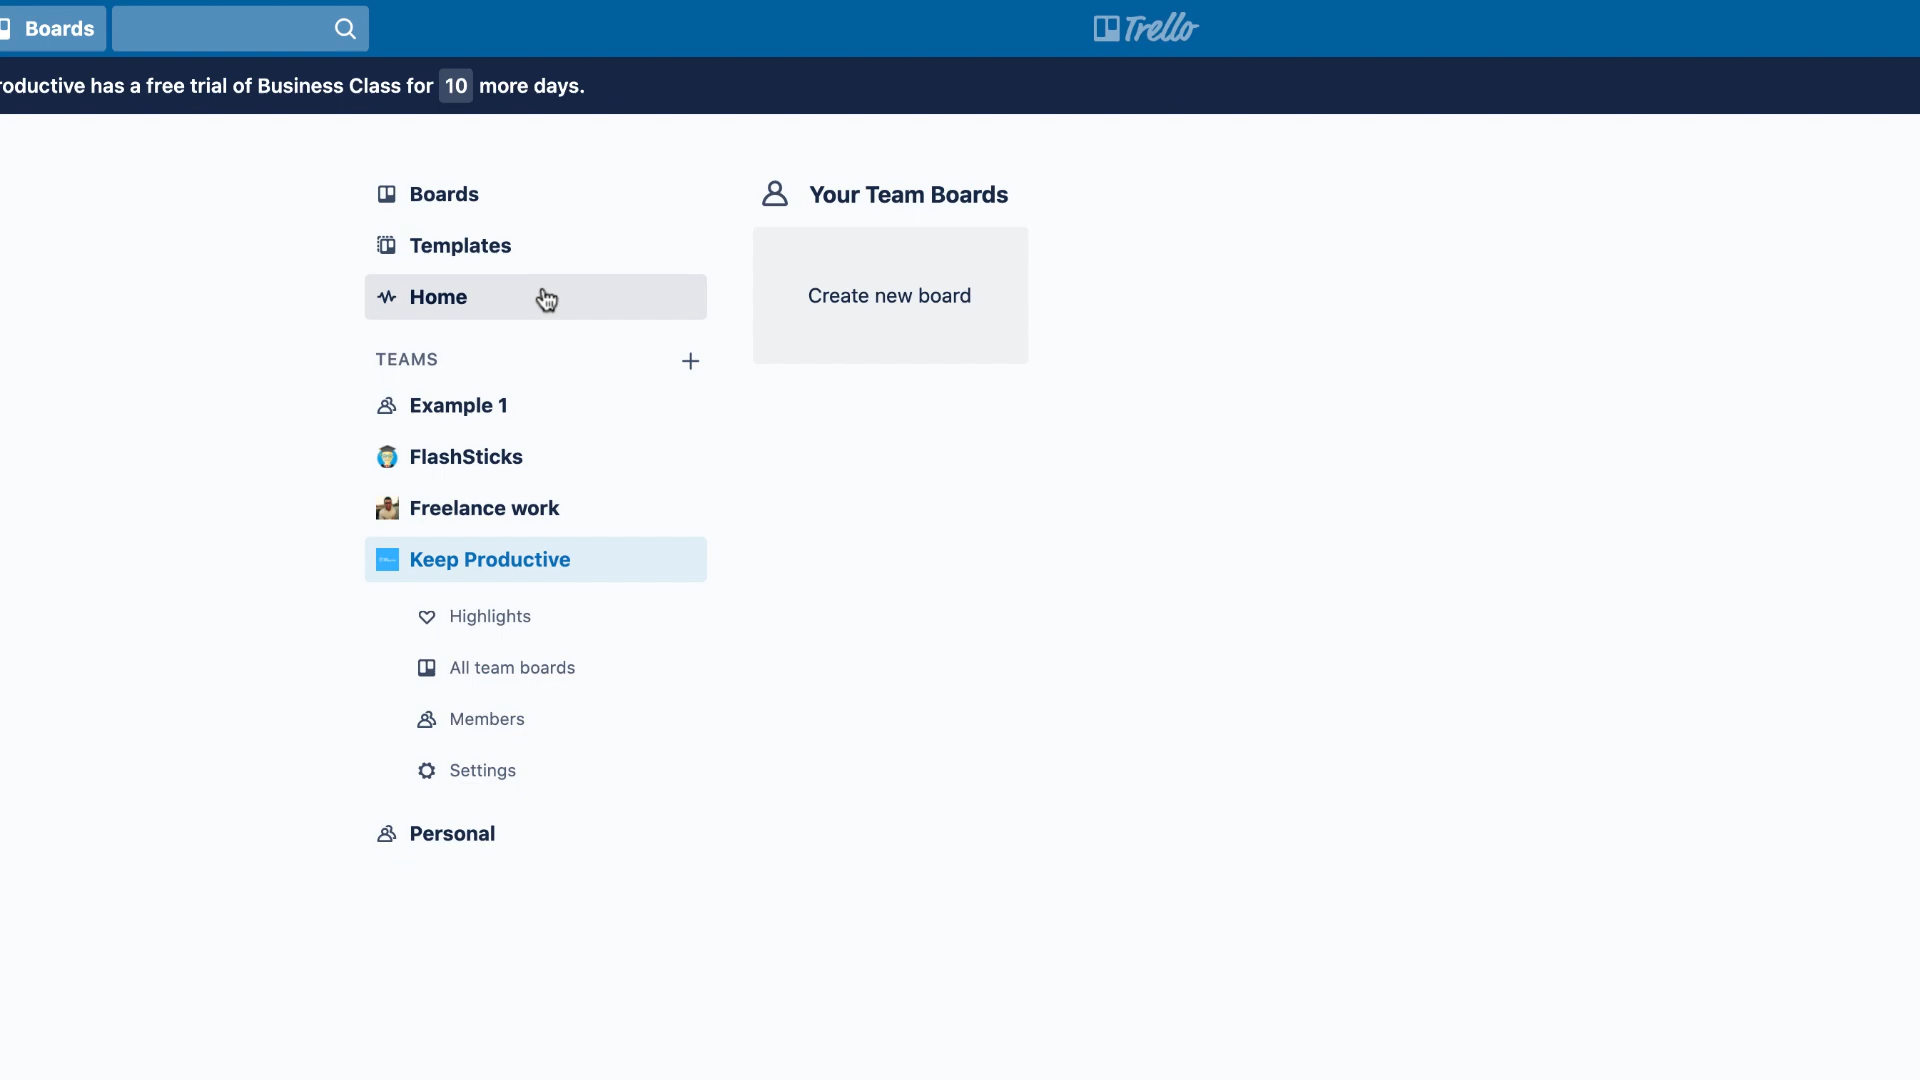 Boards
Trello
roductive has a free trial of Business Class for 10 more days.
Boards
Templates
Home
TEAMS
Example 1
FlashSticks
Freelance work
Keep Productive
Highlights
All team boards
Members
Settings
Personal
Your Team Boards
Create new board